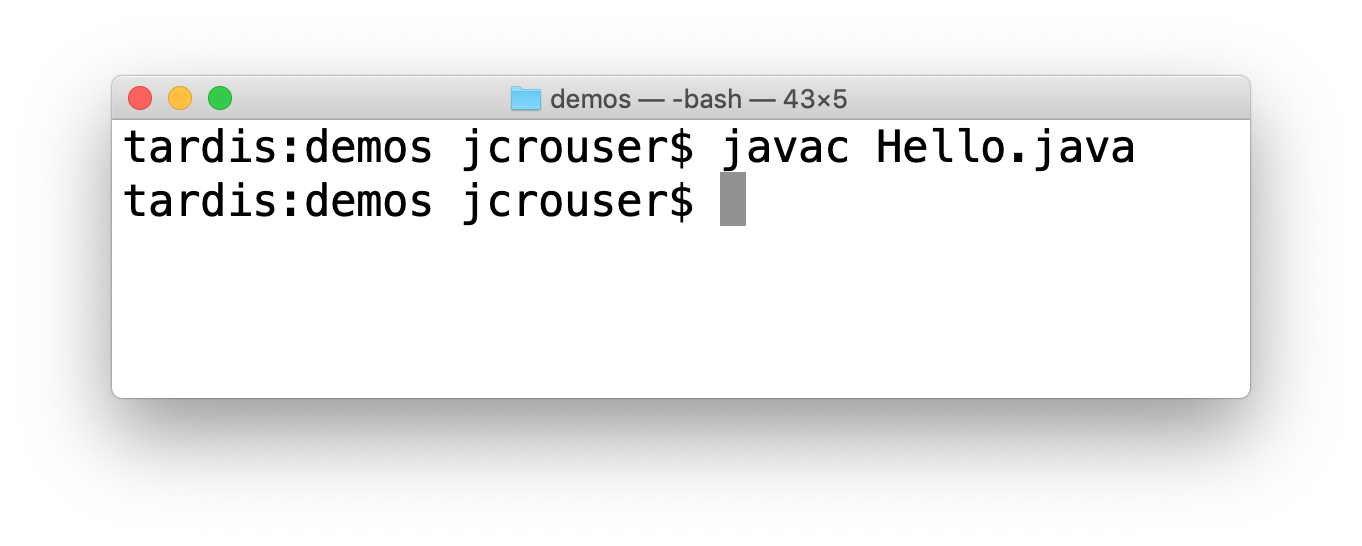 demos — -bash — 43×5
tardis:demos jcrouser$ javac Hello.java
tardis:demos jcrouser$